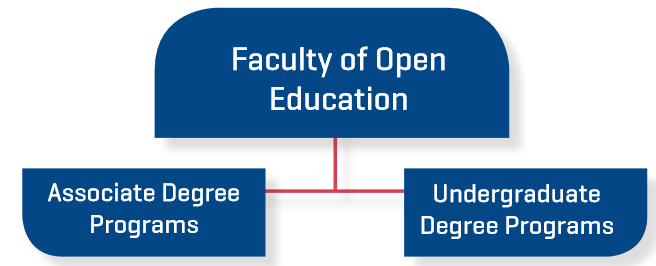 Faculty of Open
Education
Associate Degree
Programs
Undergraduate
Degree Programs